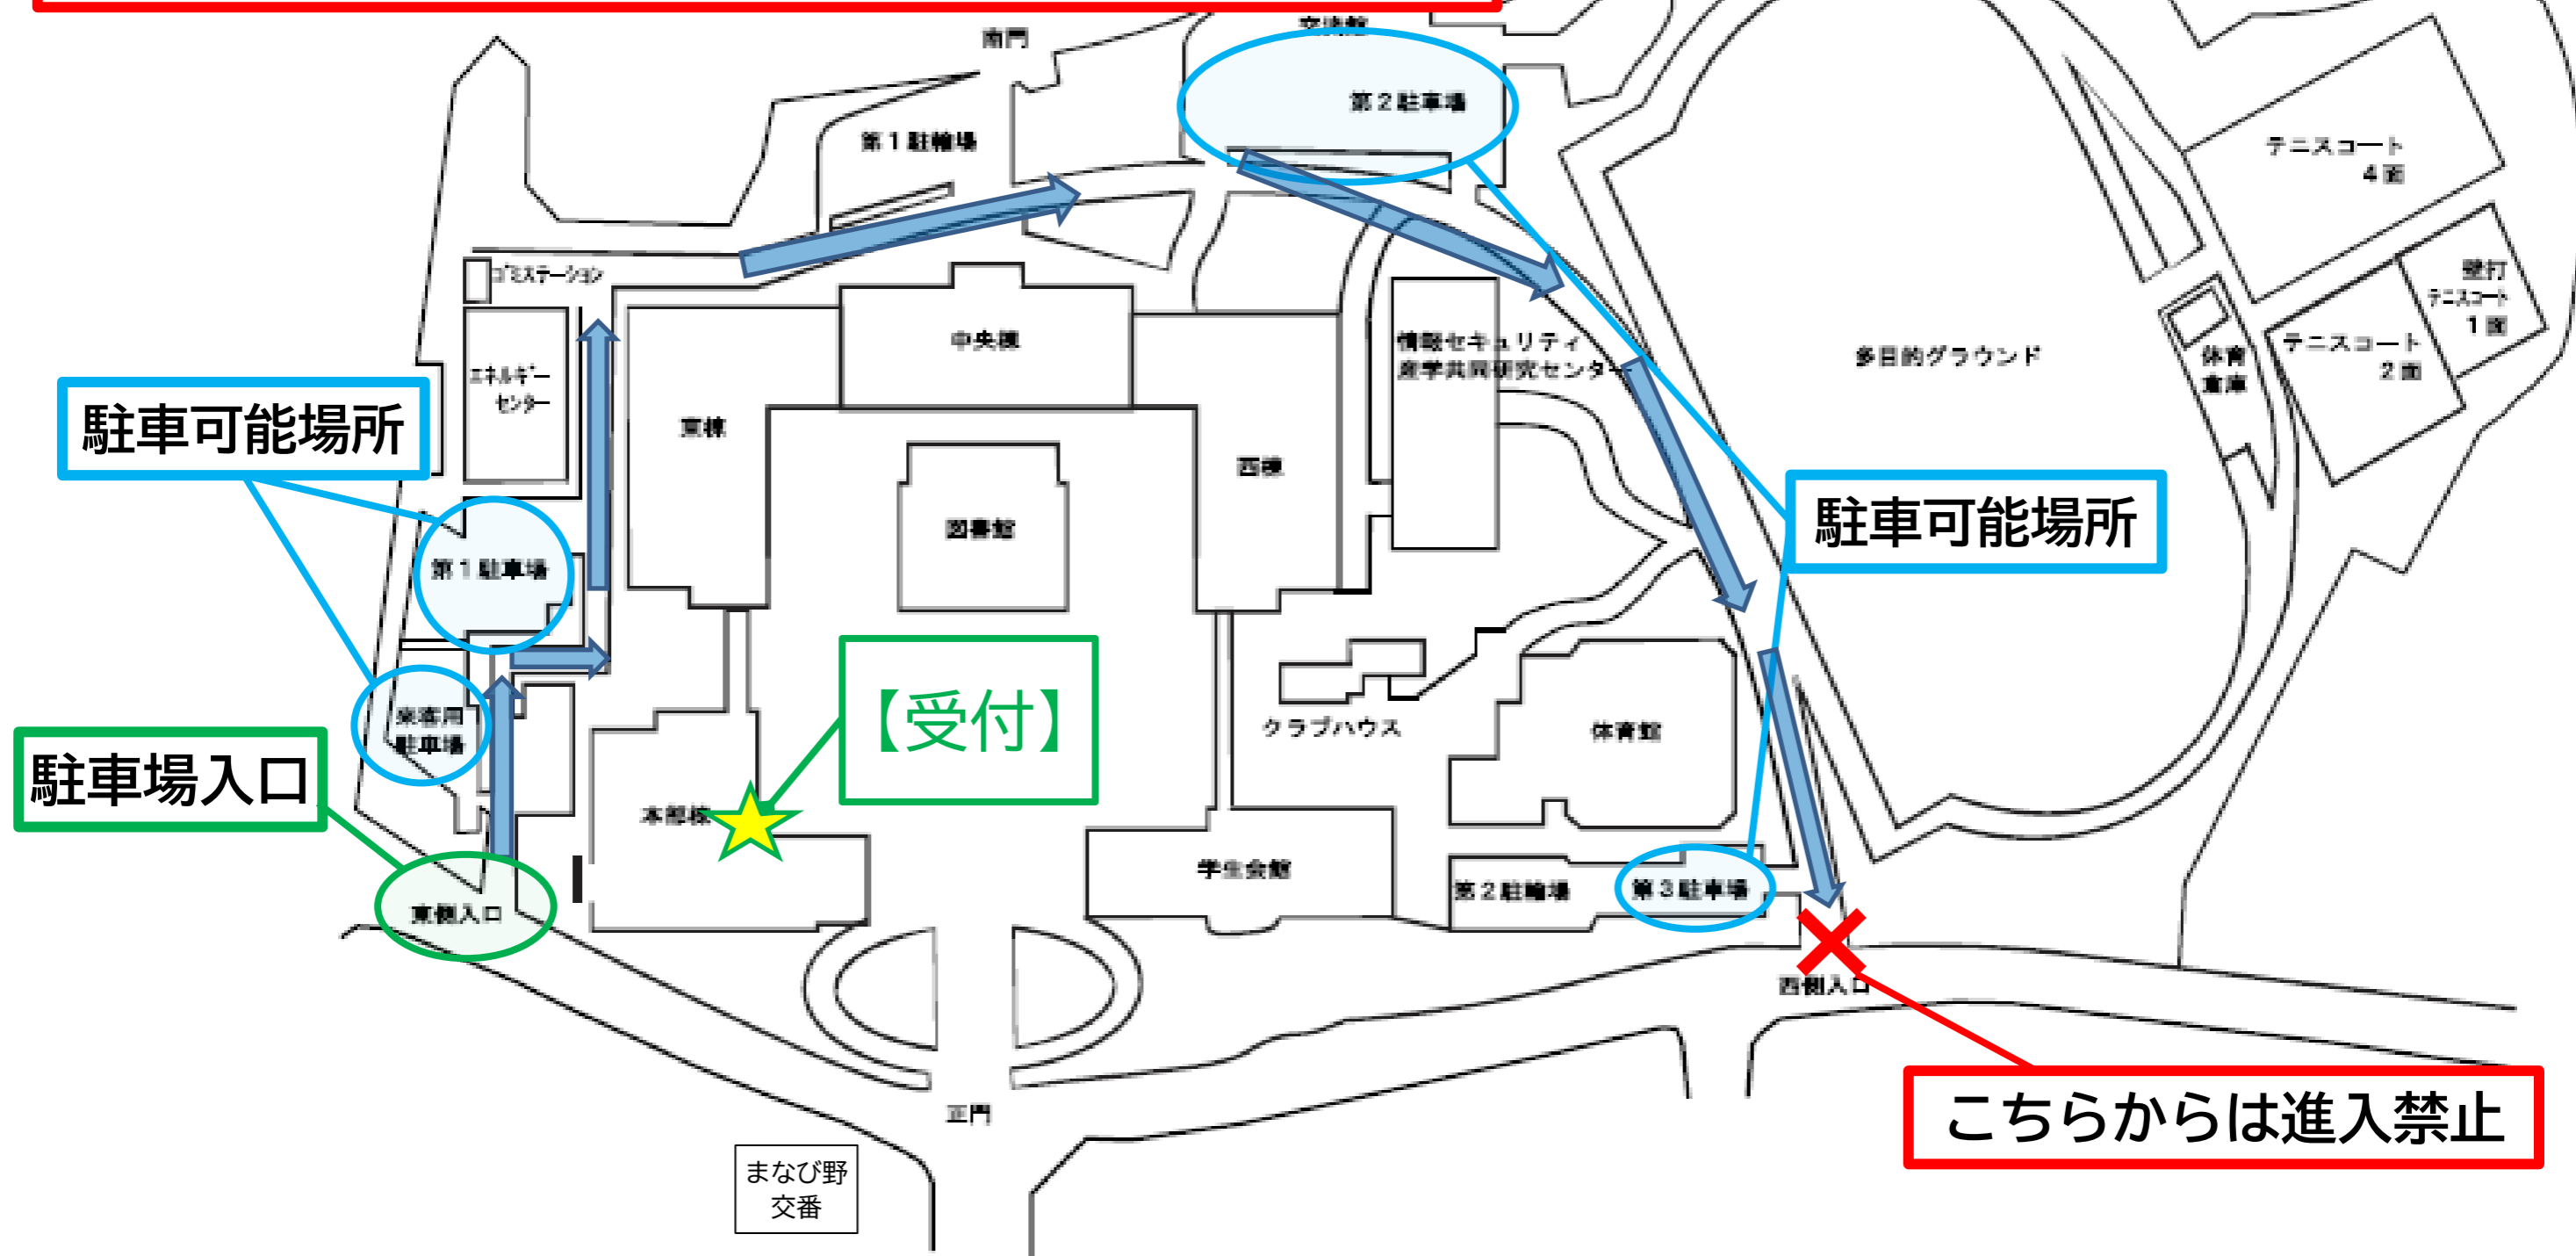 南門
第２駐車場
第１駐輪場
テニスコート
４面
ゴミステーション
壁打
テニスコート
１面
中央棟
情報セキュリティ
産学共同研究センター
多目的グラウンド
体育
倉庫
テニスコート
２面
エネルギー
センター
駐車可能場所
東棟
西棟
図書館
駐車可能場所
第１駐車場
【受付】
来客用
駐車場
クラブハウス
体育館
駐車場入口
本部棟
学生会館
第２駐輪場
第３駐車場
東側入口
西側入口
正門
こちらからは進入禁止
まなび野
交番